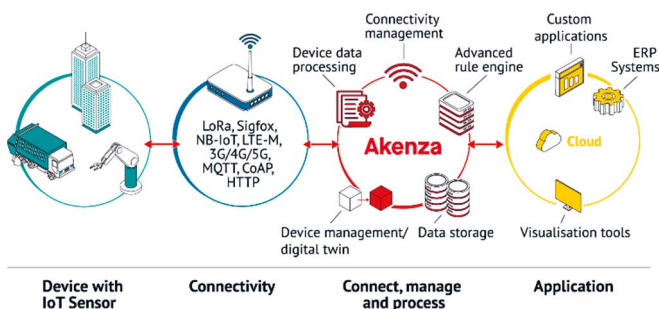 Connectivity
management
Device data
processing
Advanced
rule engine
Custom
applications
ERP
Systems
LoRa, Sigfox,
NB-IoT, LTE-M,
3G/4G/5G,
MQTT, CoAP,
HTTP
Akenza
Cloud
Device management/
digital twin
Data storage
Visualisation tools
Device with
IoT Sensor
Connectivity
Connect, manage
and process
Application